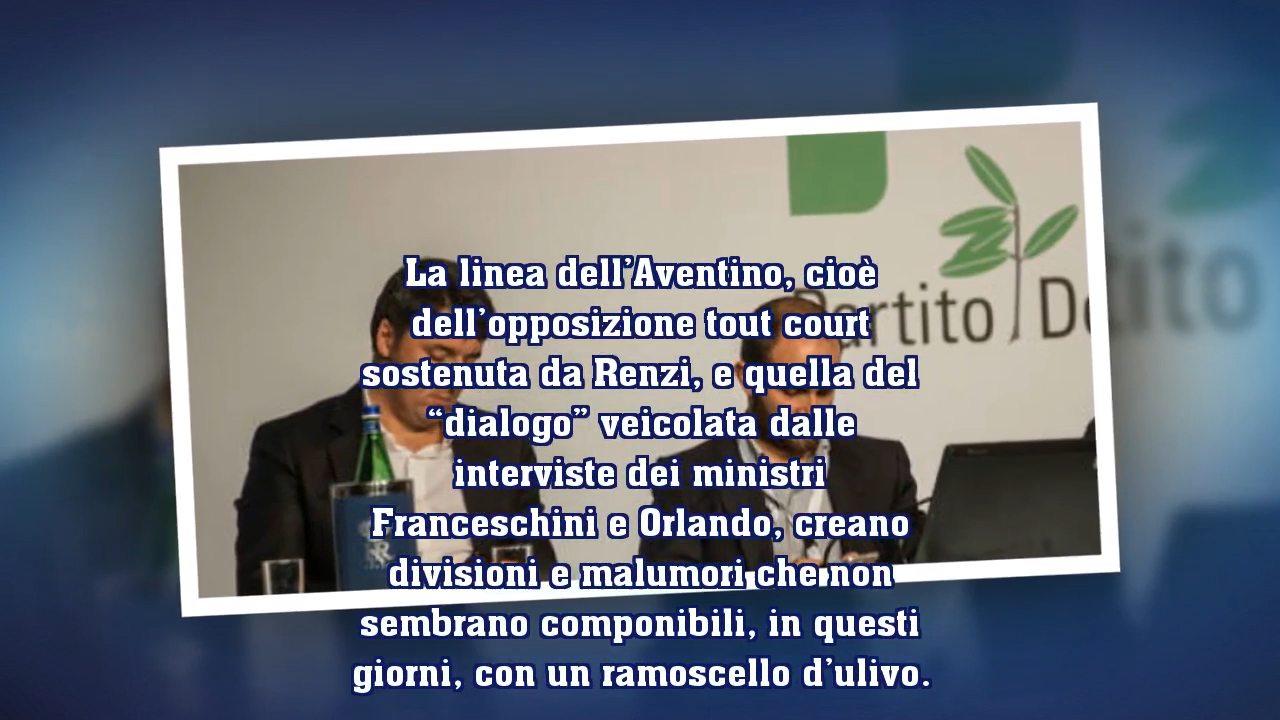 La linea dell'Aventino, cioè
dell'opposizione tout court
sostenuta da Renzi, e quella del
“dialogo” veicolata dalle
interviste dei ministri
Franceschini e Orlando, creano
divisioni e malumori che non
sembrano componibili, in questi
giorni, con un ramoscello d'ulivo.
Partito D
tito